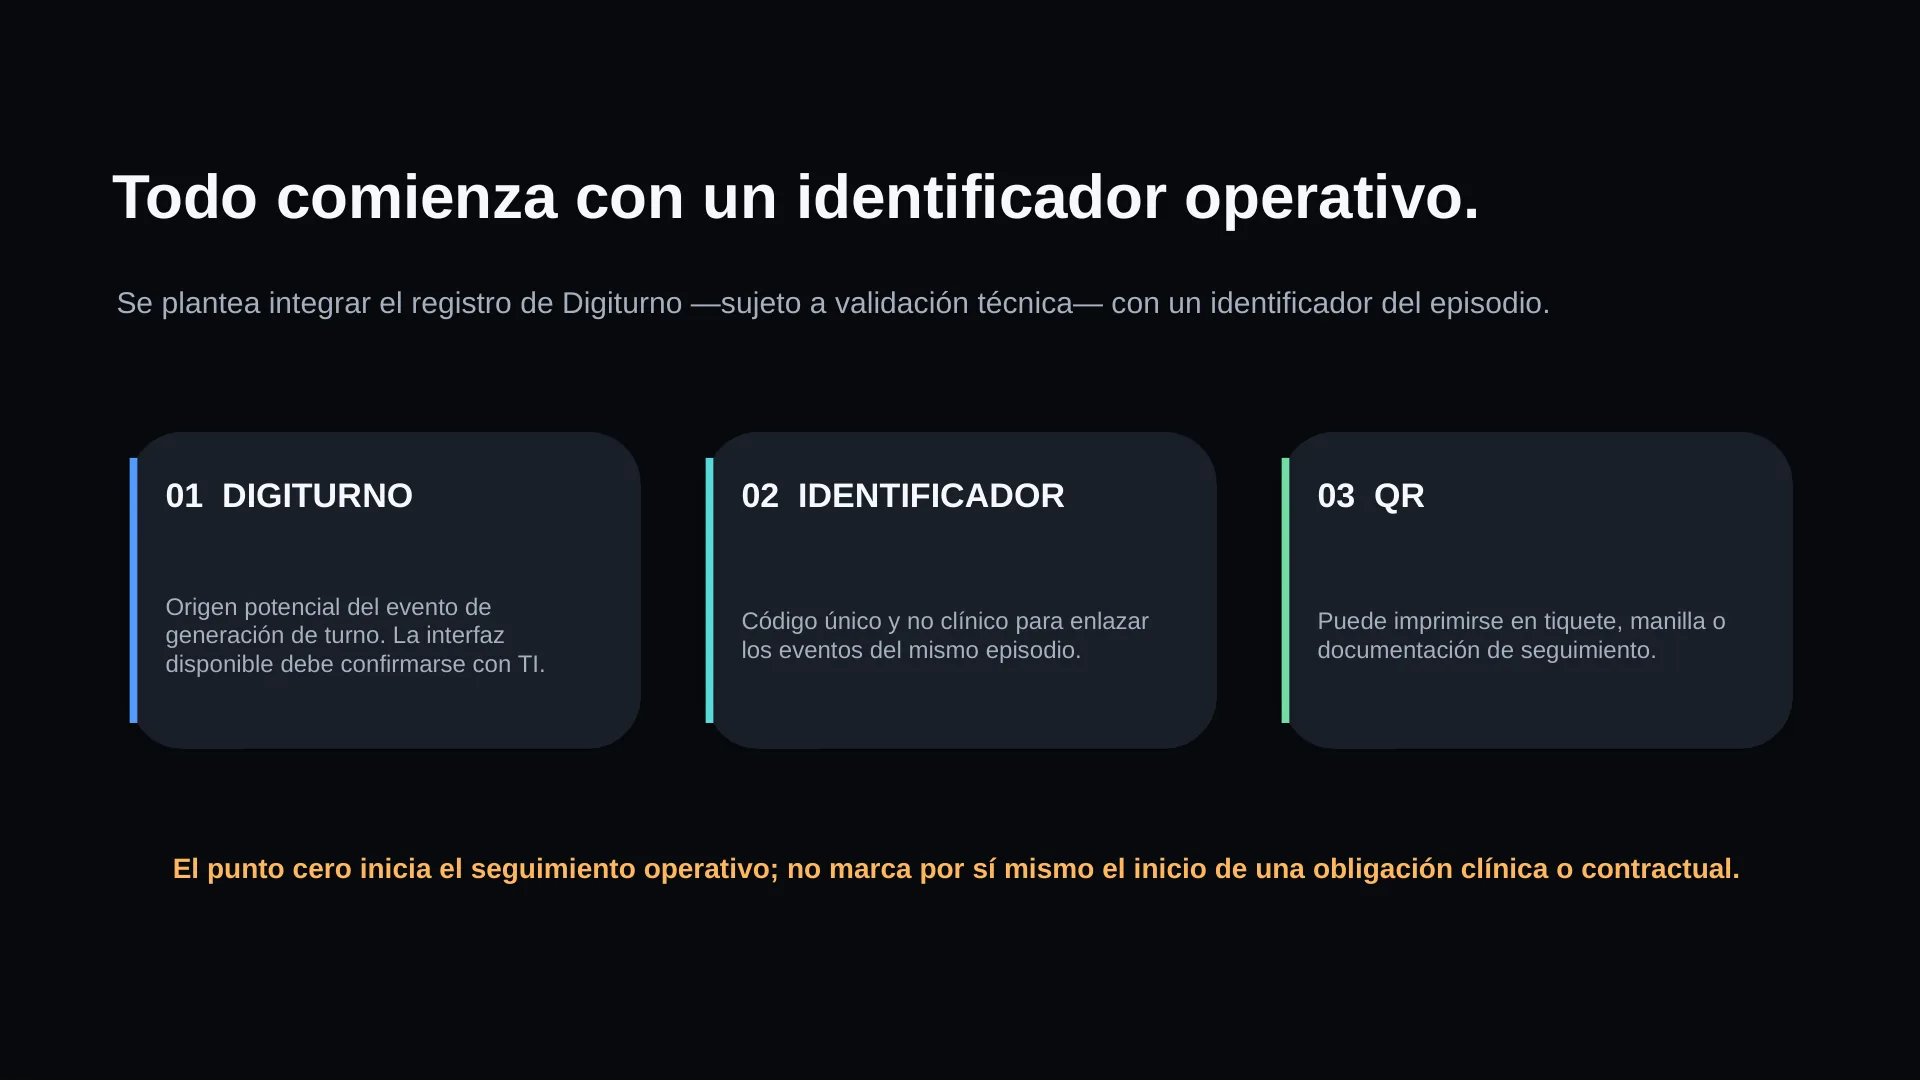 Todo comienza con un identificador operativo.
Se plantea integrar el registro de Digiturno —sujeto a validación técnica— con un identificador del episodio.
01  DIGITURNO
Origen potencial del evento de
generación de turno. La interfaz
disponible debe confirmarse con TI.
02  IDENTIFICADOR
Código único y no clínico para enlazar
los eventos del mismo episodio.
03  QR
Puede imprimirse en tiquete, manilla o
documentación de seguimiento.
El punto cero inicia el seguimiento operativo; no marca por sí mismo el inicio de una obligación clínica o contractual.